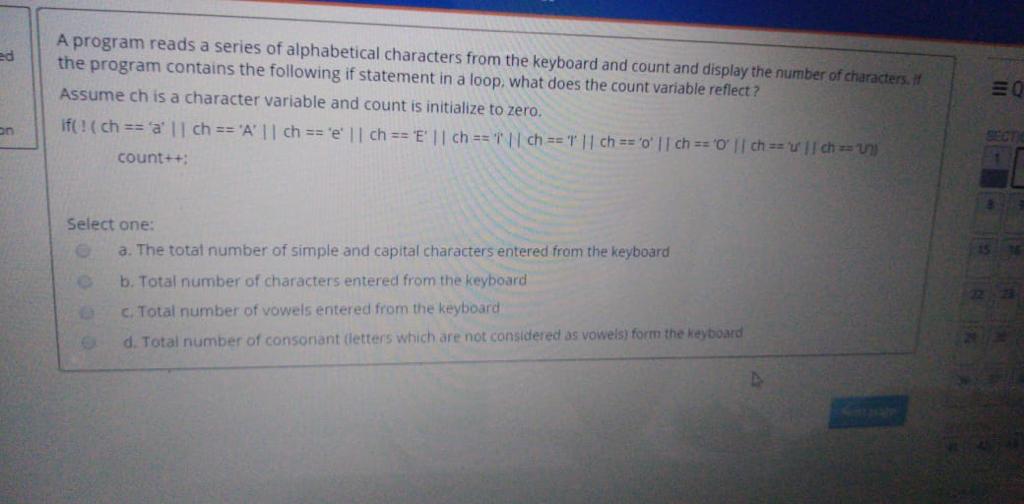 A program reads a series of alphabetical characters from the keyboard and count and display the number of characters. If
the program contains the following if statement in a loop, what does the count variable reflect ?
Assume ch is a character variable and count is initialize to zero.
if( ! ( ch == 'a' || ch == 'A' || ch == 'e' || ch == 'E' || ch == 'i' || ch == 'I' || ch == 'o' || ch == 'O' || ch == 'u' || ch == 'U'))
count++;
Select one:
a. The total number of simple and capital characters entered from the keyboard
b. Total number of characters entered from the keyboard
c. Total number of vowels entered from the keyboard
d. Total number of consonant (letters which are not considered as vowels) form the keyboard
Next page
ed
on
Q
SECTI
1
8
15 16
22 23
29